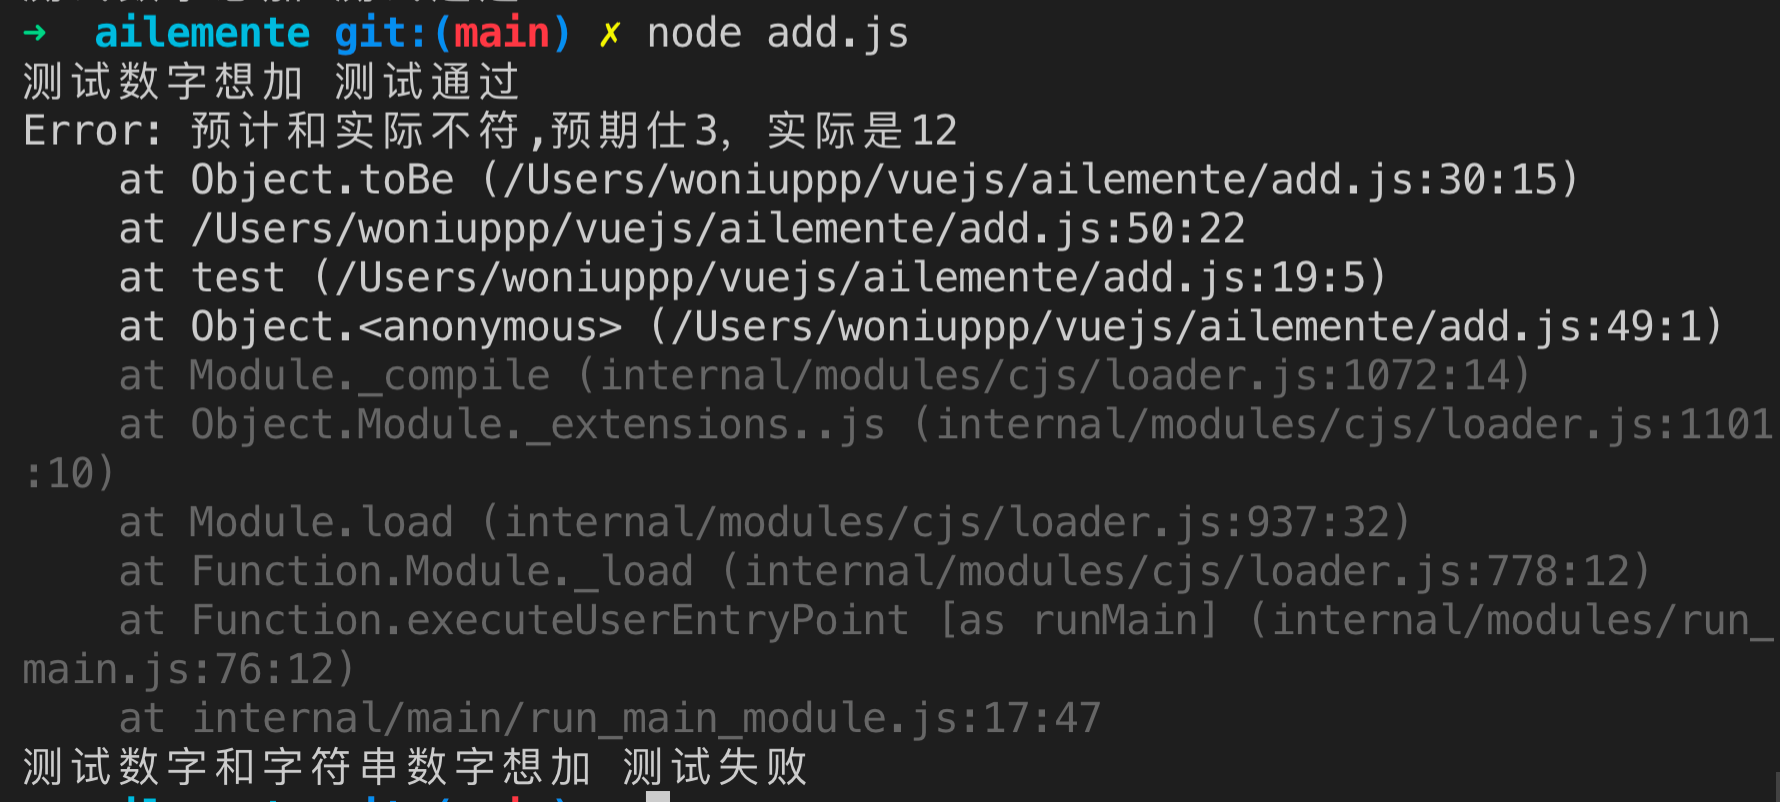 ➜  ailemente git:(main) ✗ node add.js
测试数字想加 测试通过
Error: 预计和实际不符,预期仕3, 实际是12
    at Object.toBe (/Users/woniuppp/vuejs/ailemente/add.js:30:15)
    at /Users/woniuppp/vuejs/ailemente/add.js:50:22
    at test (/Users/woniuppp/vuejs/ailemente/add.js:19:5)
    at Object.<anonymous> (/Users/woniuppp/vuejs/ailemente/add.js:49:1)
    at Module._compile (internal/modules/cjs/loader.js:1072:14)
    at Object.Module._extensions..js (internal/modules/cjs/loader.js:1101
:10)
    at Module.load (internal/modules/cjs/loader.js:937:32)
    at Function.Module._load (internal/modules/cjs/loader.js:778:12)
    at Function.executeUserEntryPoint [as runMain] (internal/modules/run_
main.js:76:12)
    at internal/main/run_main_module.js:17:47
测试数字和字符串数字想加 测试失败